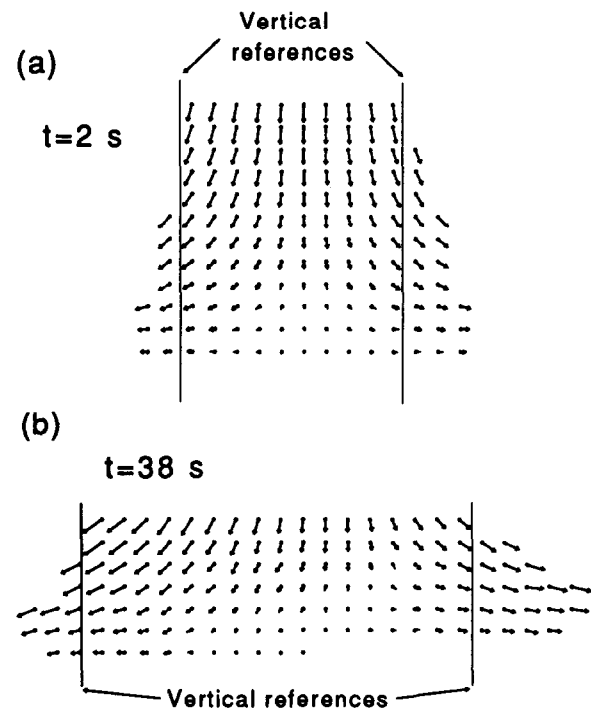 Vertical
references
(a)
t=2 s
(b)
t=38 s
Vertical references